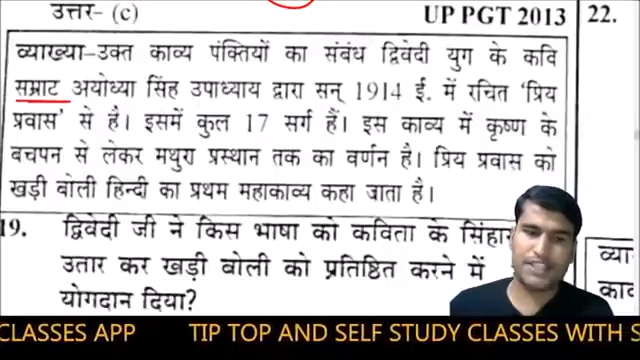 उत्तर- (c)
UP PGT 2013
22.
व्याख्या–उक्त काव्य पंक्तियों का संबंध द्विवेदी युग के कवि
सम्राट अयोध्या सिंह उपाध्याय द्वारा सन् 1914 ई. में रचित ‘प्रिय
प्रवास’ से है। इसमें कुल 17 सर्ग हैं। इस काव्य में कृष्ण के
बचपन से लेकर मथुरा प्रस्थान तक का वर्णन है। प्रिय प्रवास को
खड़ी बोली हिन्दी का प्रथम महाकाव्य कहा जाता है।
19. द्विवेदी जी ने किस भाषा को कविता के
उतार कर खड़ी बोली को प्रतिष्ठित करने में
योगदान दिया?
CLASSES APP TIP TOP AND SELF STUDY CLASSES WITH